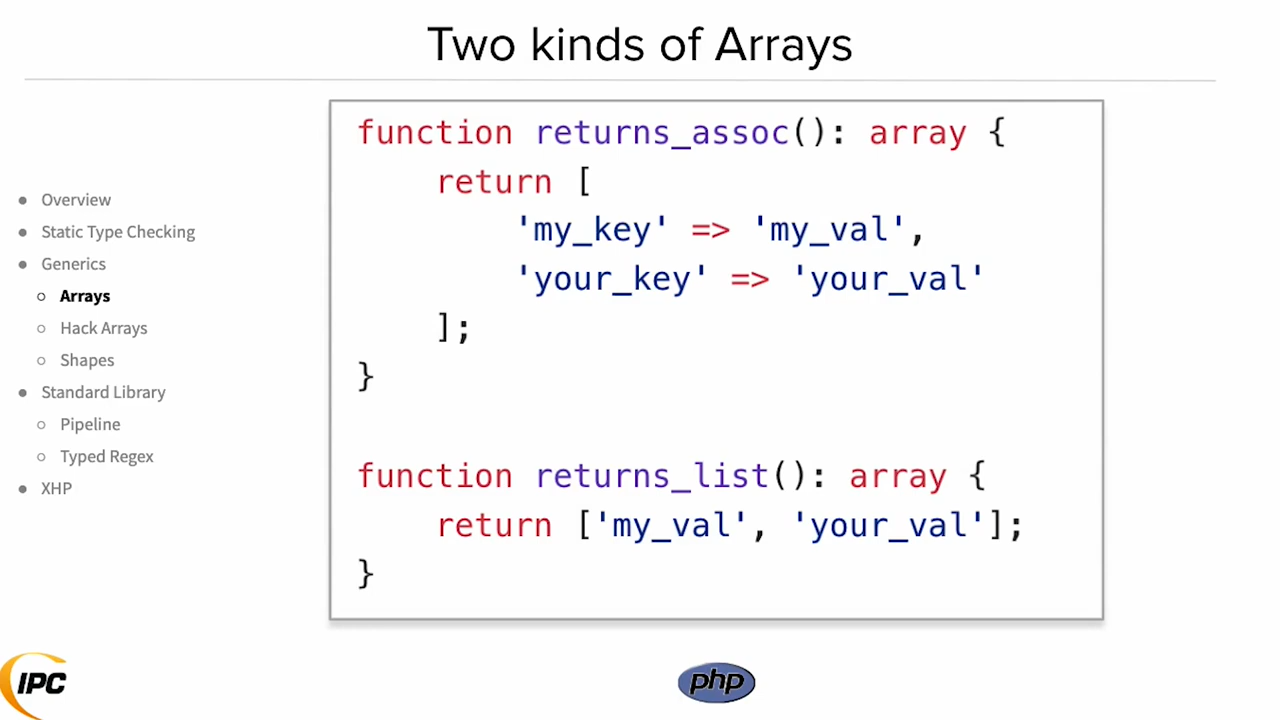 Two kinds of Arrays
Overview
Static Type Checking
Generics
Arrays
Hack Arrays
Shapes
Standard Library
Pipeline
Typed Regex
XHP
function returns_assoc(): array {
    return [
        'my_key' => 'my_val',
        'your_key' => 'your_val'
    ];
}
function returns_list(): array {
    return ['my_val', 'your_val'];
}
IPC
php